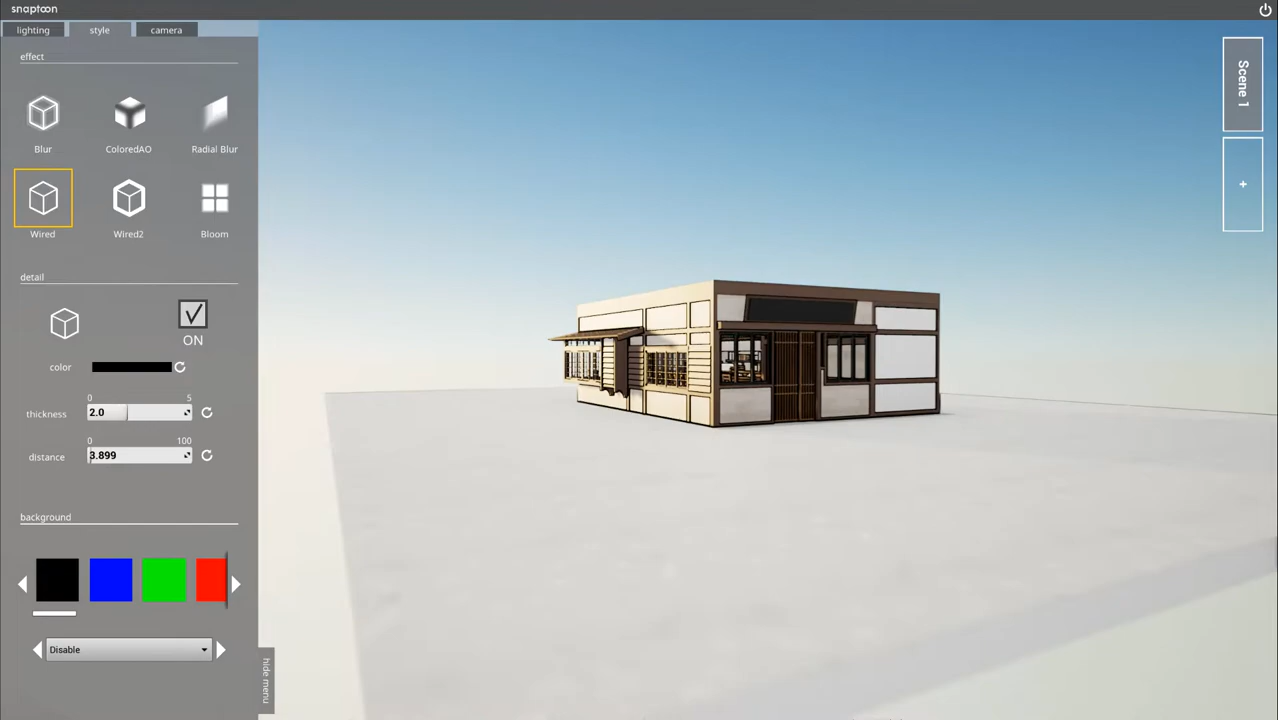 snaptoon
lighting style camera
effect
Blur ColoredAO Radial Blur
Wired Wired2 Bloom
detail
ON
color
0 5
thickness 2.0
0 100
distance 3.899
background
Disable
hide menu
Scene 1
+